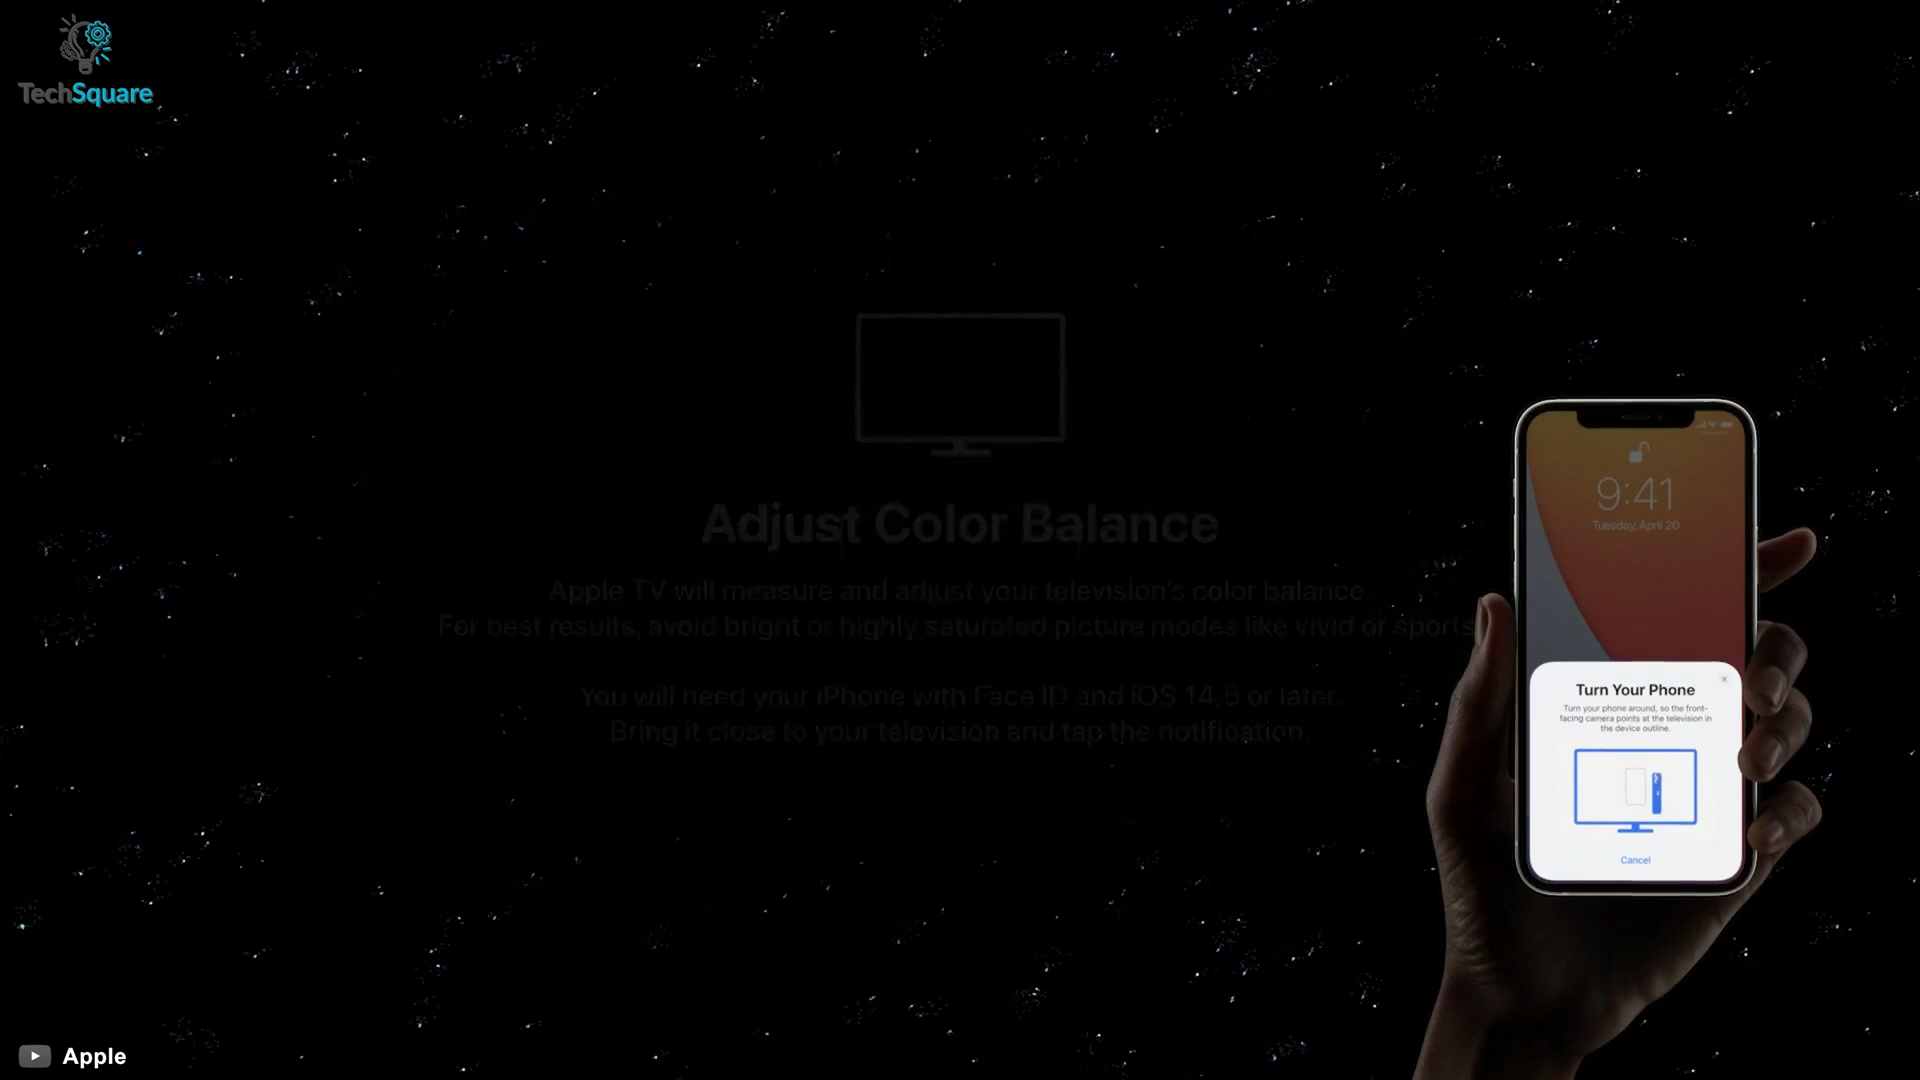 TechSquare
Adjust Color Balance
Apple TV will measure and adjust your television's color balance.
For best results, avoid bright or highly saturated picture modes like vivid or sports
You will need your iPhone with Face ID and iOS 14.5 or later.
Bring it close to your television and tap the notification.
9:41
Tuesday, April 20
Turn Your Phone
Turn your phone around, so the front-
facing camera points at the television in
the device outline.
Cancel
Apple